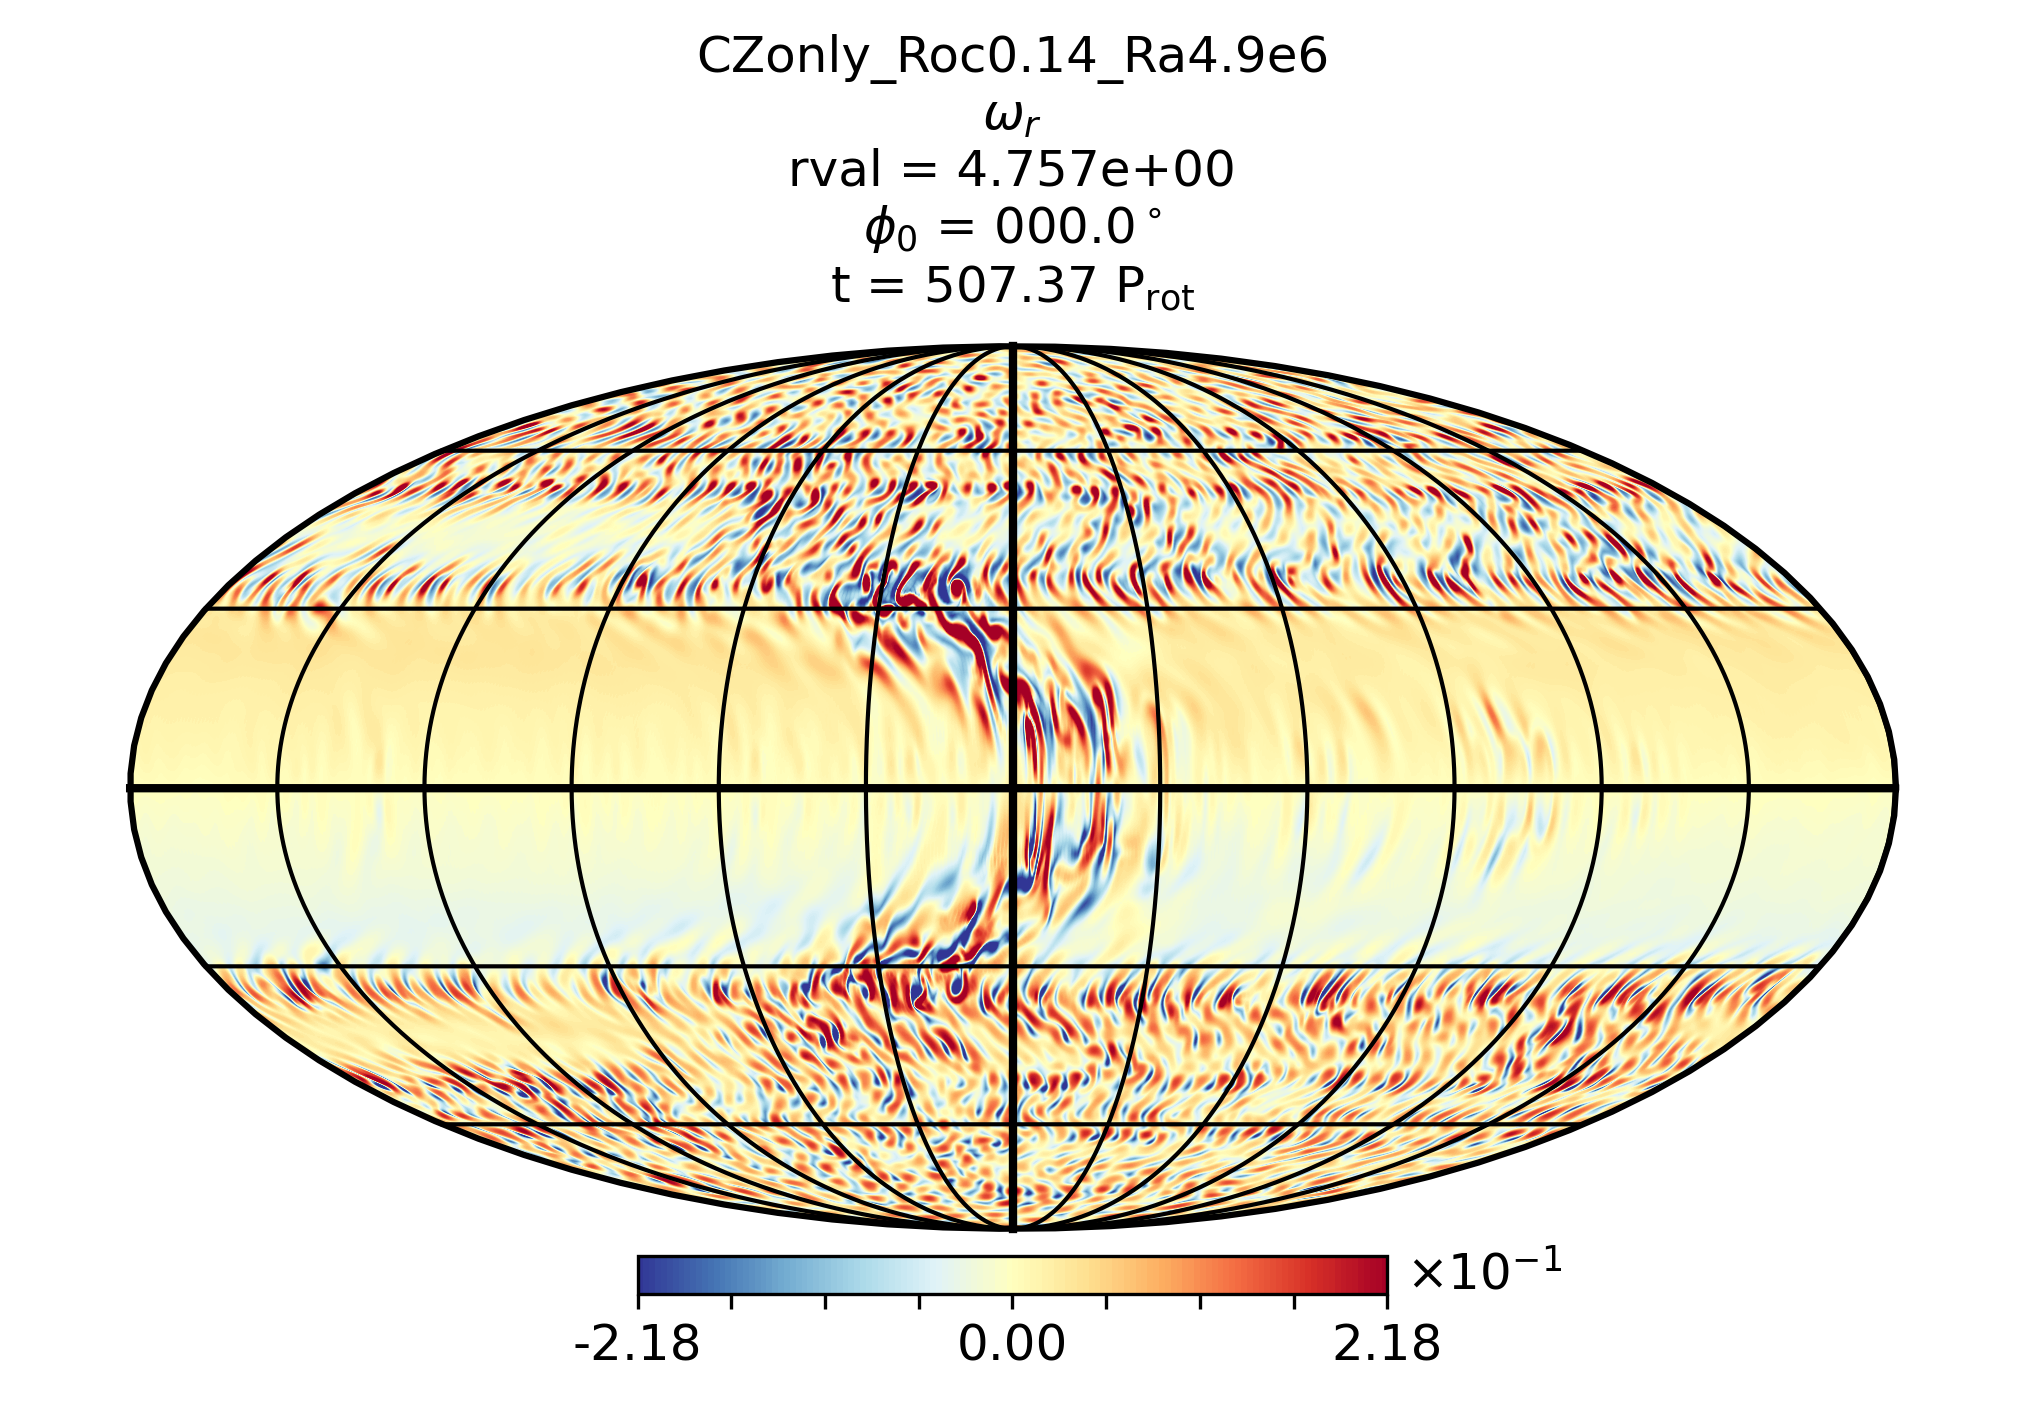 CZonly_Roc0.14_Ra4.9e6
ωr
rval = 4.757e+00
ϕ0 = 000.0°
t = 507.37 Prot
×10−1
-2.18 0.00 2.18